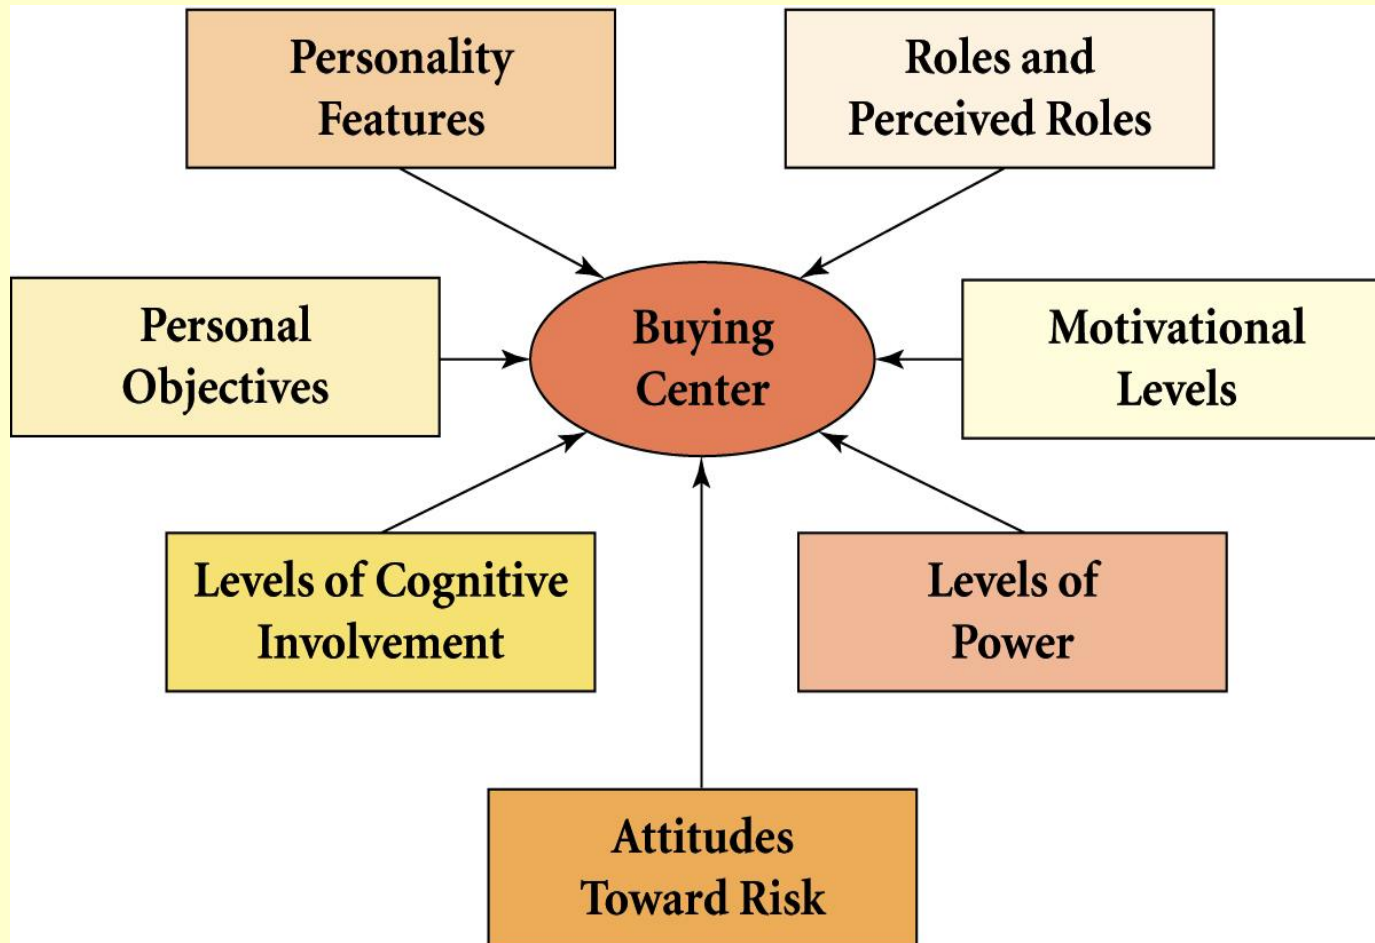 Personality
Features
Roles and
Perceived Roles
Personal
Objectives
Buying
Center
Motivational
Levels
Levels of Cognitive
Involvement
Levels of
Power
Attitudes
Toward Risk